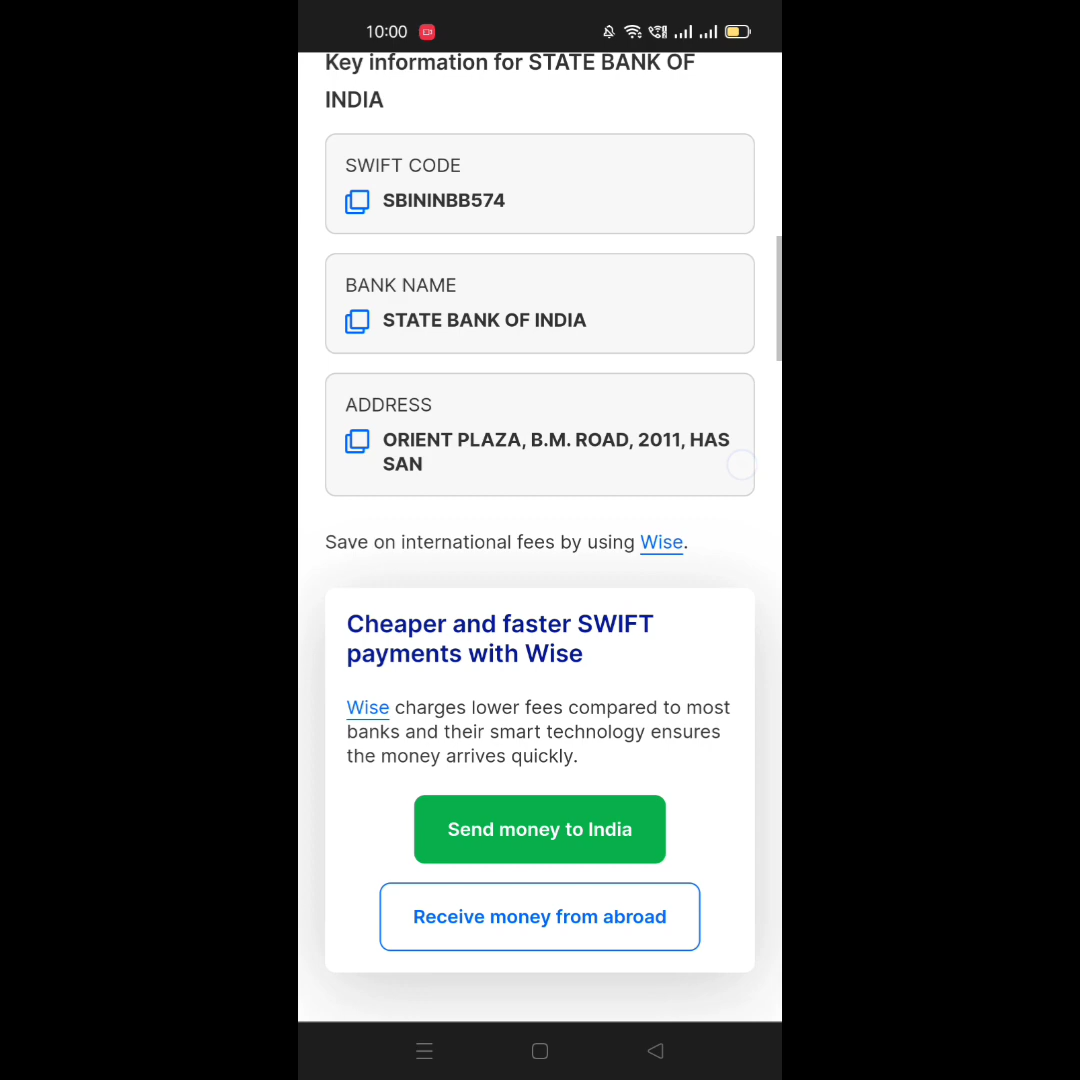 10:00
Key information for STATE BANK OF
INDIA
SWIFT CODE
SBININBB574
BANK NAME
STATE BANK OF INDIA
ADDRESS
ORIENT PLAZA, B.M. ROAD, 2011, HAS
SAN
Save on international fees by using Wise.
Cheaper and faster SWIFT
payments with Wise
Wise charges lower fees compared to most
banks and their smart technology ensures
the money arrives quickly.
Send money to India
Receive money from abroad